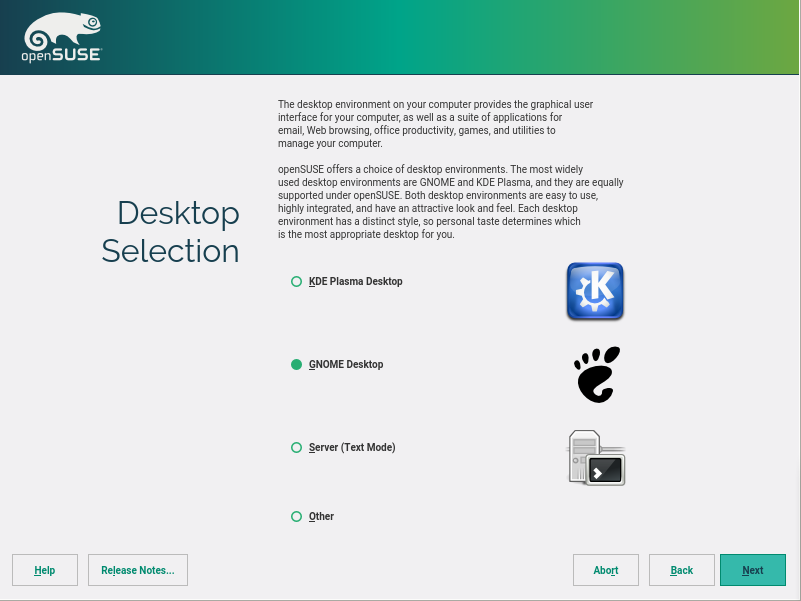 openSUSE
The desktop environment on your computer provides the graphical user
interface for your computer, as well as a suite of applications for
email, Web browsing, office productivity, games, and utilities to
manage your computer.
openSUSE offers a choice of desktop environments. The most widely
used desktop environments are GNOME and KDE Plasma, and they are equally
supported under openSUSE. Both desktop environments are easy to use,
highly integrated, and have an attractive look and feel. Each desktop
environment has a distinct style, so personal taste determines which
is the most appropriate desktop for you.
Desktop
Selection
KDE Plasma Desktop
GNOME Desktop
Server (Text Mode)
Other
Help
Release Notes...
Abort
Back
Next